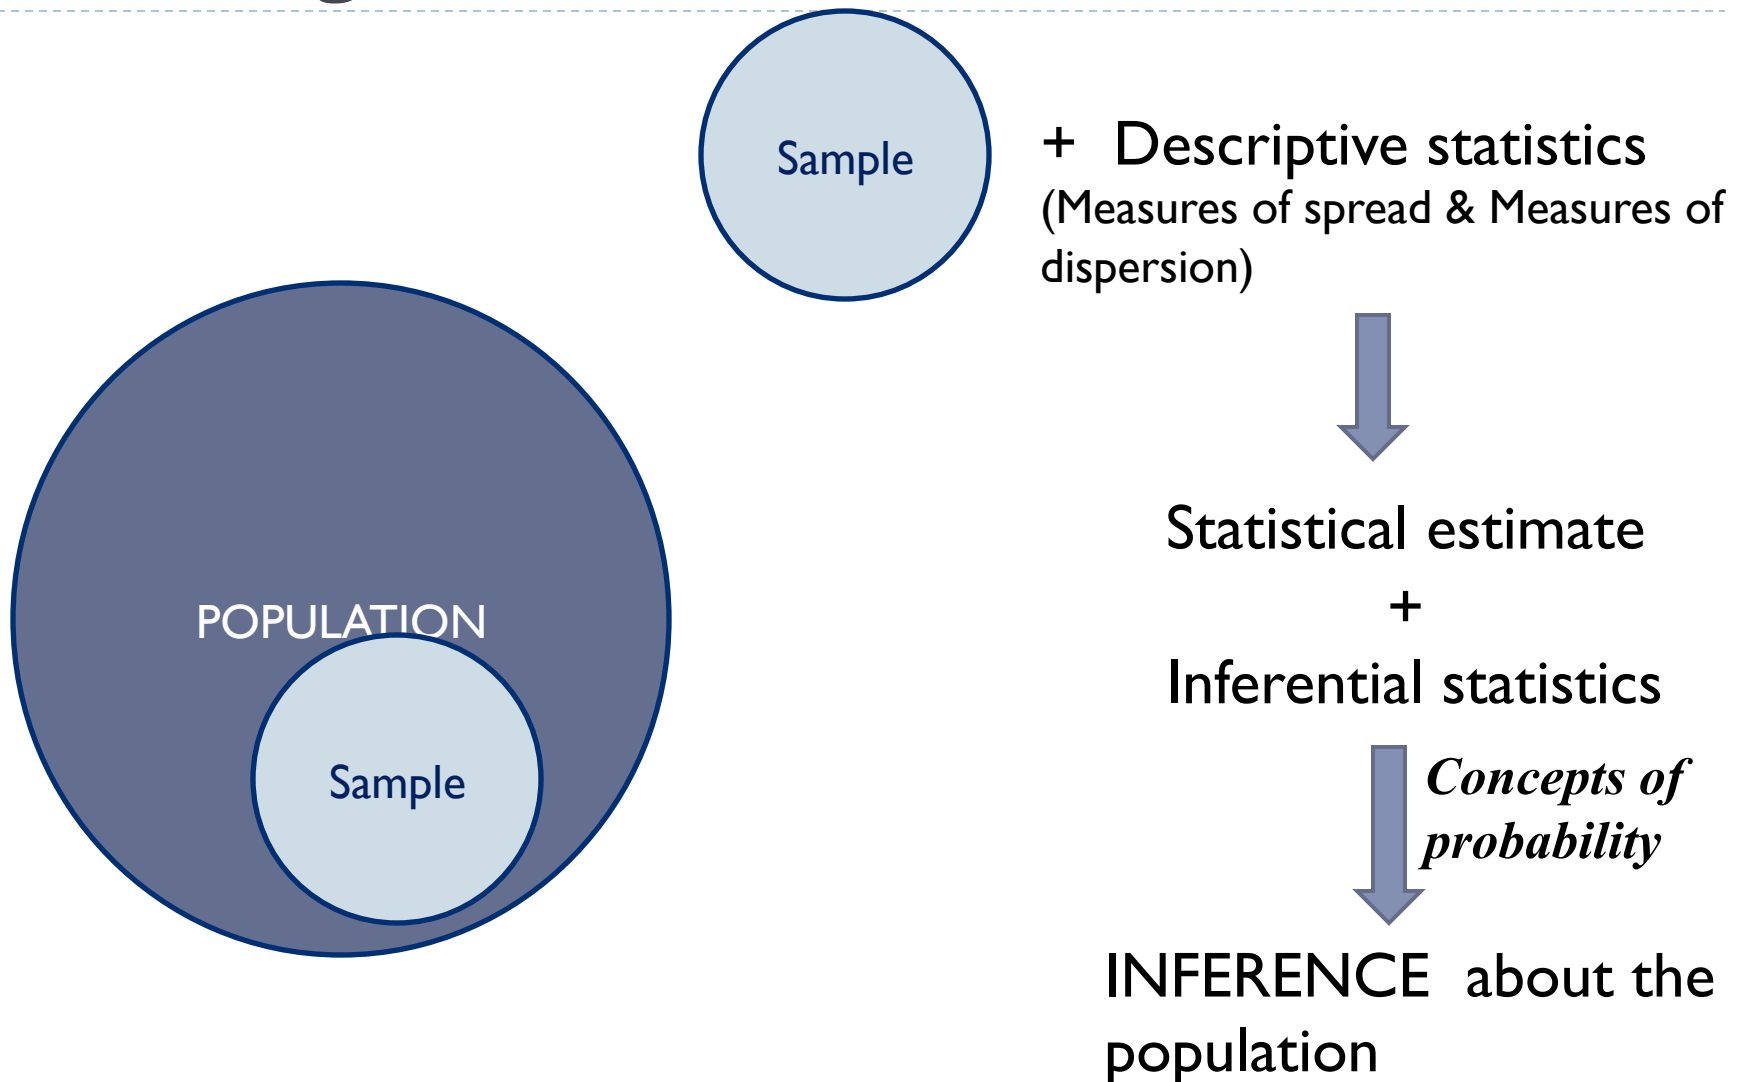 Sample
+ Descriptive statistics
(Measures of spread & Measures of
dispersion)
POPULATION
Sample
Statistical estimate
+
Inferential statistics
Concepts of
probability
INFERENCE about the
population